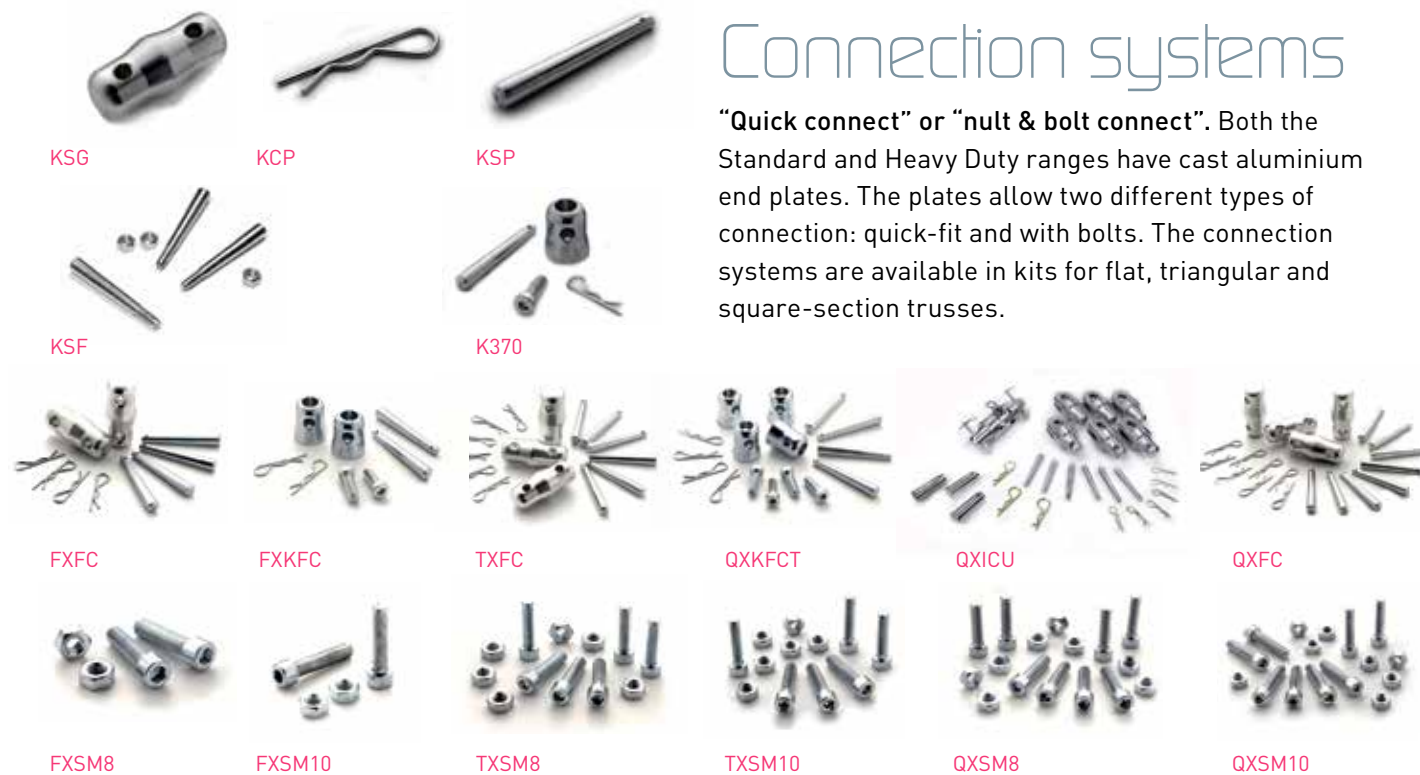 Connection systems
“Quick connect” or “nult & bolt connect”. Both the
Standard and Heavy Duty ranges have cast aluminium
end plates. The plates allow two different types of
connection: quick-fit and with bolts. The connection
systems are available in kits for flat, triangular and
square-section trusses.
KSG
KCP
KSP
KSF
K370
FXFC
FXKFC
TXFC
QXKFCT
QXICU
QXFC
FXSM8
FXSM10
TXSM8
TXSM10
QXSM8
QXSM10